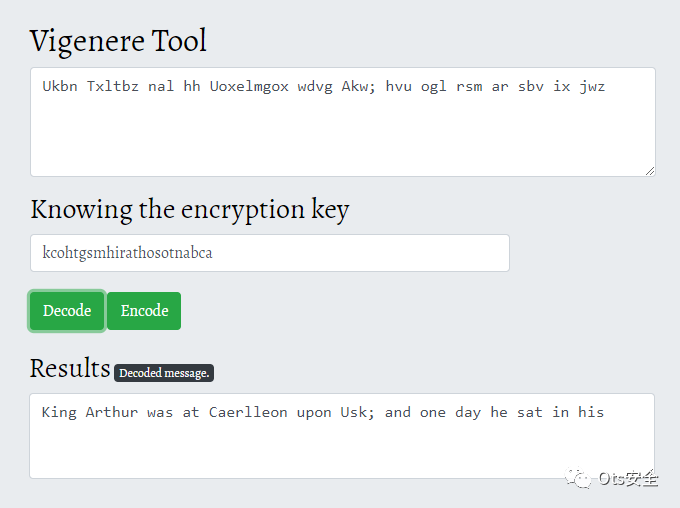 Vigenere Tool
Ukbn Txltbz nal hh Uoxelmgox wdvg Akw; hvu ogl rsm ar sbv ix jwz
Knowing the encryption key
kcohtgsmhirathosotnabca
Decode Encode
Results Decoded message.
King Arthur was at Caerlleon upon Usk; and one day he sat in his
Ots安全